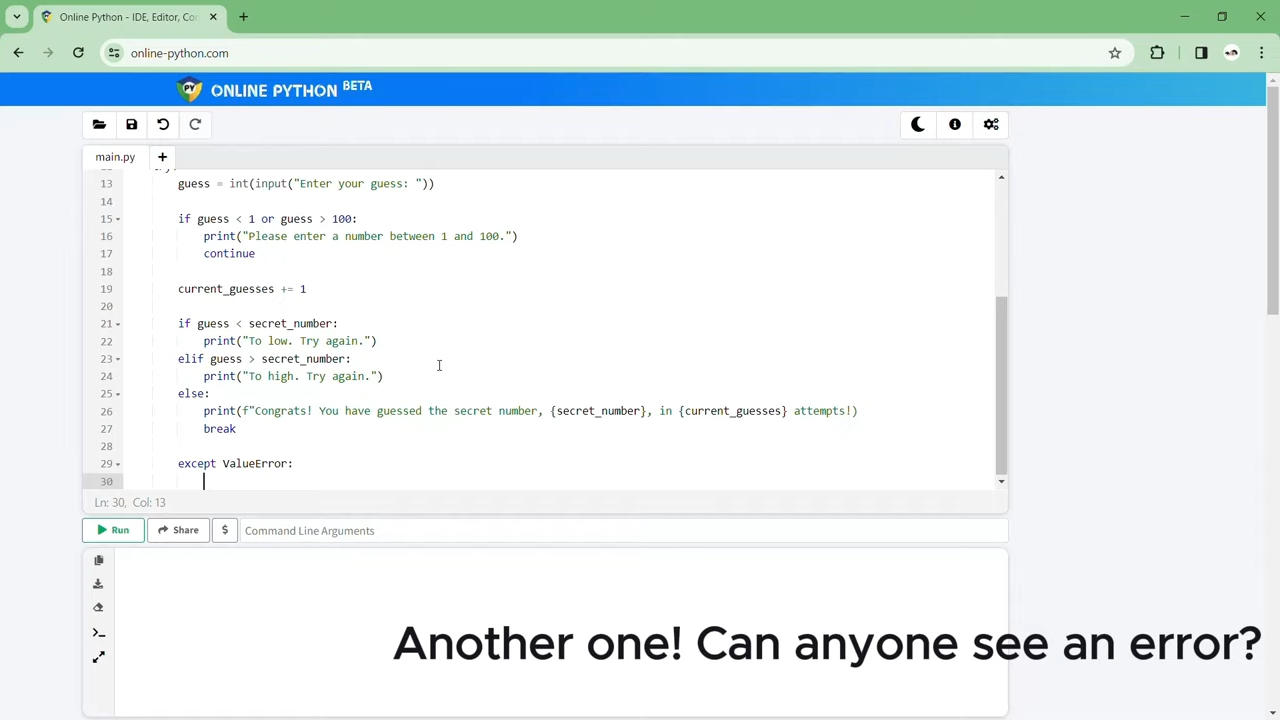 Online Python - IDE, Editor, Co
online-python.com
PY ONLINE PYTHON BETA
main.py
13 guess = int(input("Enter your guess: "))
14
15 if guess < 1 or guess > 100:
16 print("Please enter a number between 1 and 100.")
17 continue
18
19 current_guesses += 1
20
21 if guess < secret_number:
22 print("To low. Try again.")
23 elif guess > secret_number:
24 print("To high. Try again.")
25 else:
26 print(f"Congrats! You have guessed the secret number, {secret_number}, in {current_guesses} attempts!)
27 break
28
29 except ValueError:
30
Ln: 30, Col: 13
Run Share $ Command Line Arguments
Another one! Can anyone see an error?